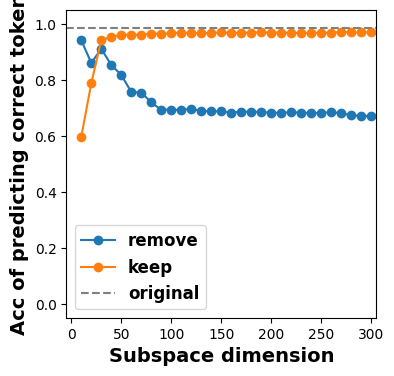 Acc of predicting correct token
1.0
0.8
0.6
0.4
0.2
0.0
remove
keep
original
0 50 100 150 200 250 300
Subspace dimension